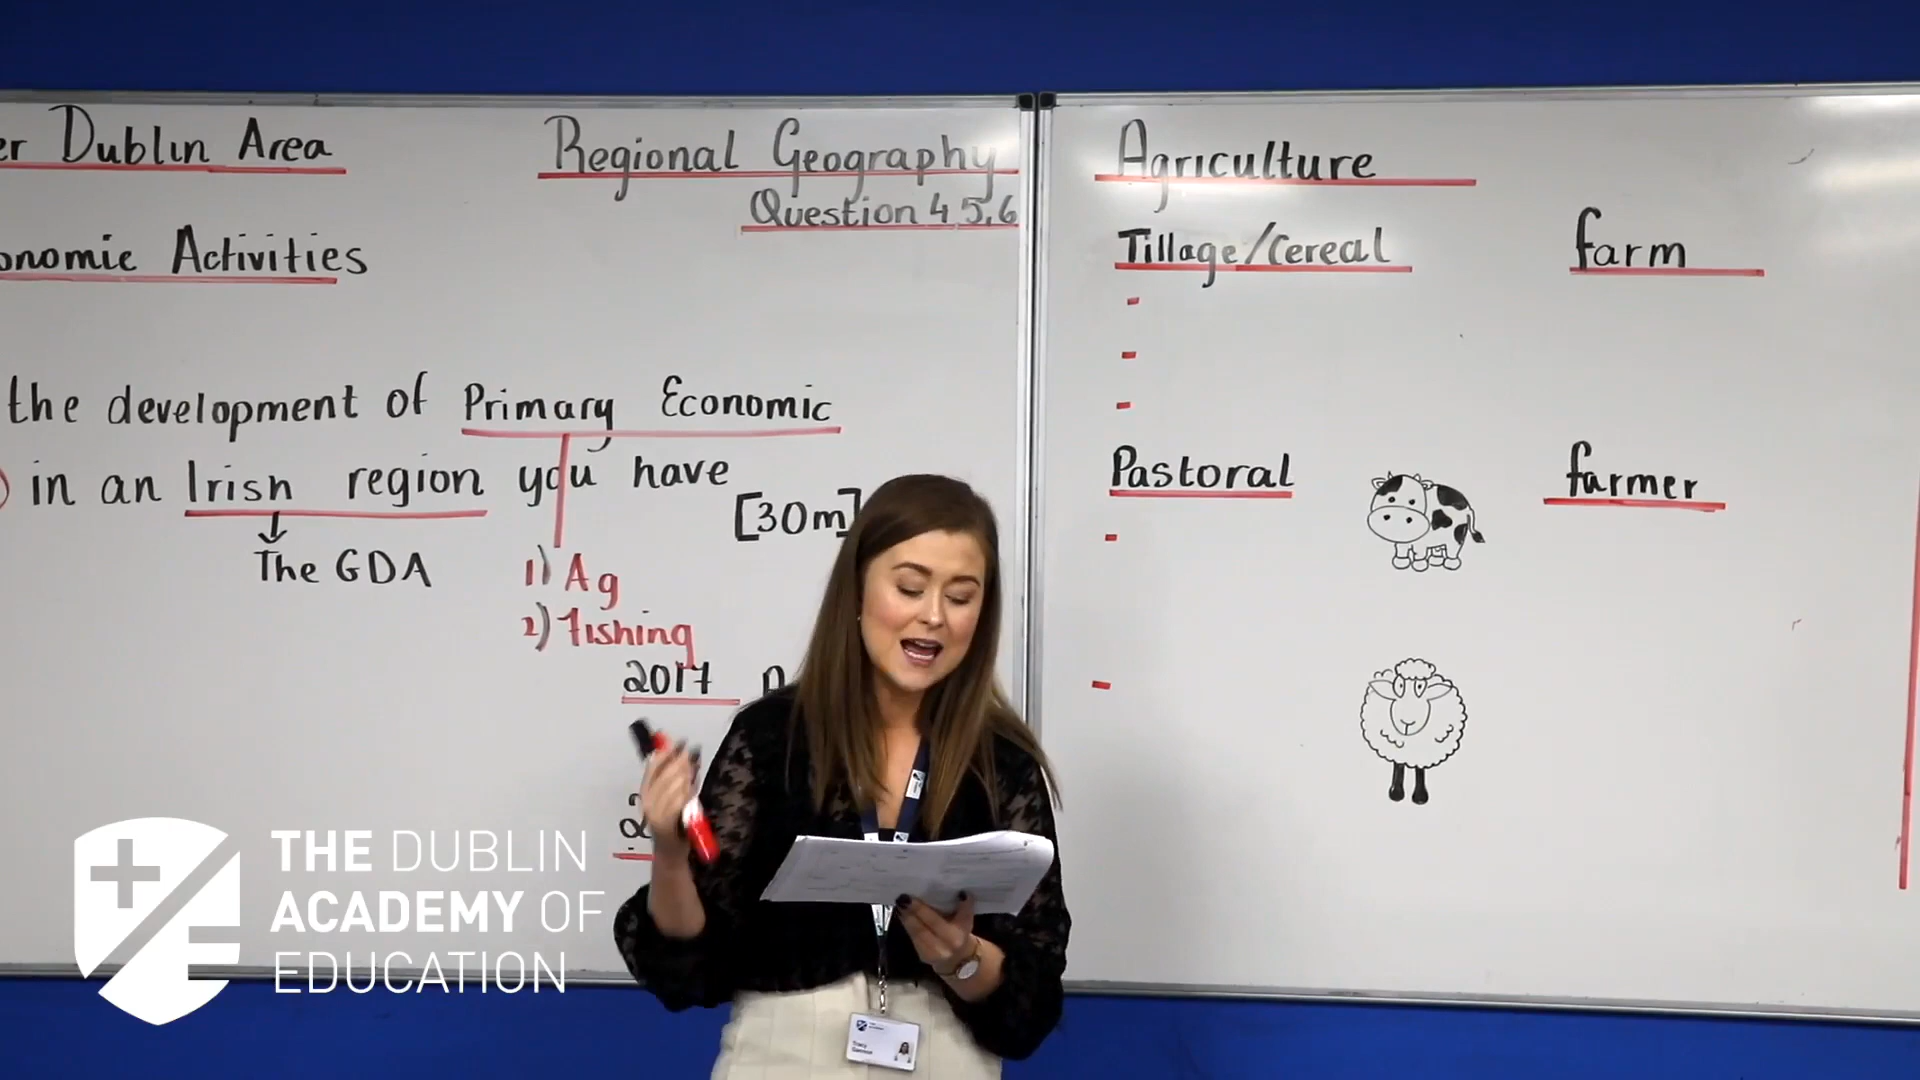 er Dublin Area
onomic Activities
Regional Geography
Question 4 5,6
the development of Primary Economic
in an Irish region you have
[30m]
The GDA
1) Ag
2) Fishing
2017
Agriculture
Tillage/Cereal
farm
Pastoral
farmer
THE DUBLIN
ACADEMY OF
EDUCATION
Tracy